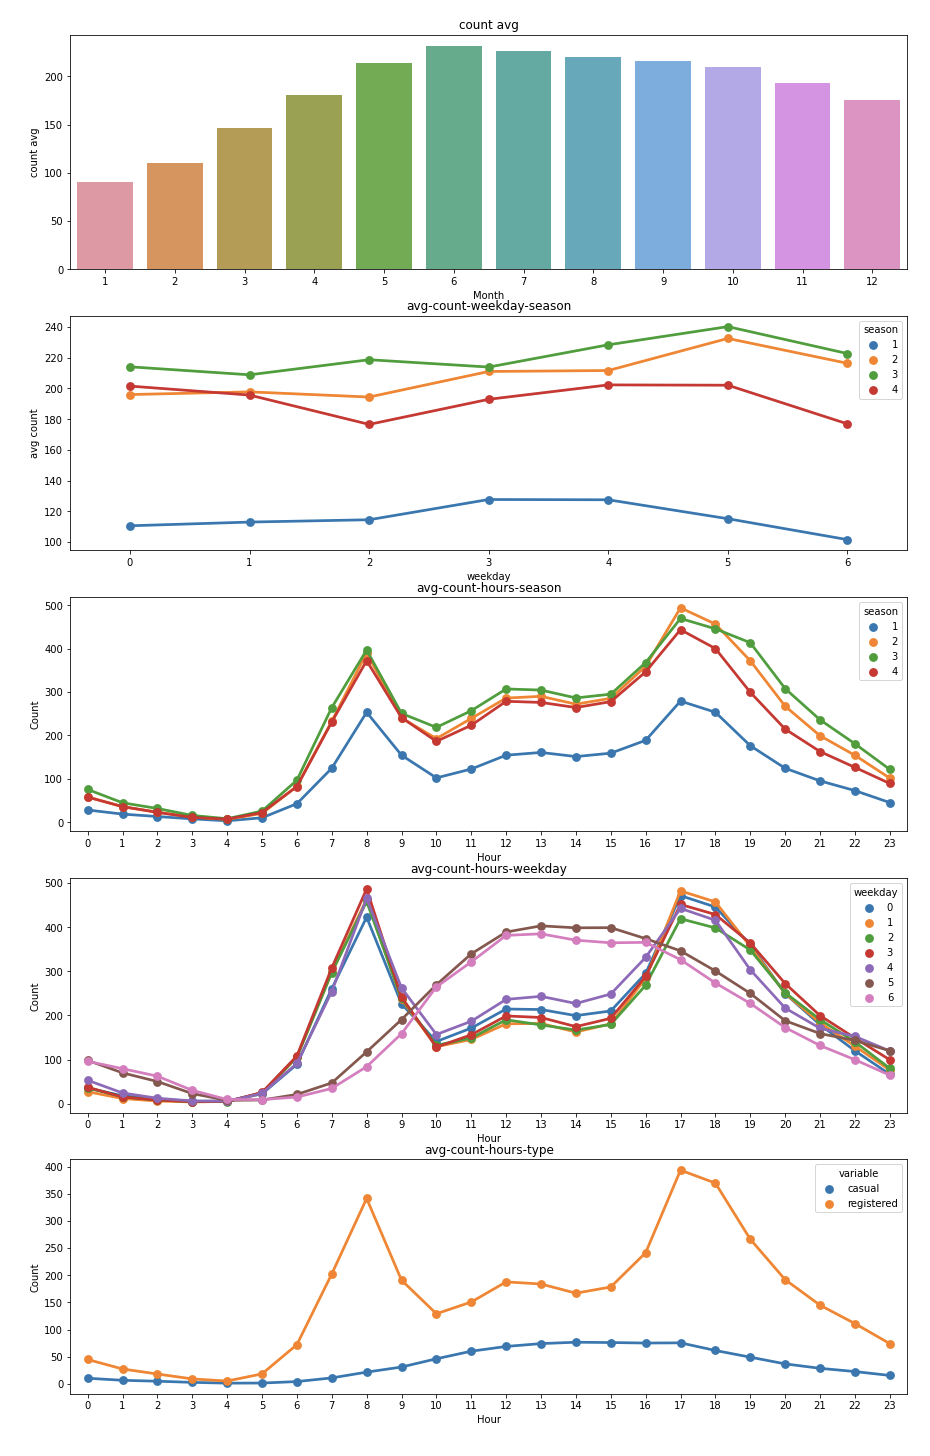 count avg
count avg
200
150
100
50
0
1 2 3 4 5 6 7 8 9 10 11 12
Month
avg-count-weekday-season
avg count
240
220
200
180
160
140
120
100
season
1
2
3
4
0 1 2 3 4 5 6
weekday
avg-count-hours-season
Count
500
400
300
200
100
0
season
1
2
3
4
0 1 2 3 4 5 6 7 8 9 10 11 12 13 14 15 16 17 18 19 20 21 22 23
Hour
avg-count-hours-weekday
Count
500
400
300
200
100
0
weekday
0
1
2
3
4
5
6
0 1 2 3 4 5 6 7 8 9 10 11 12 13 14 15 16 17 18 19 20 21 22 23
Hour
avg-count-hours-type
Count
400
350
300
250
200
150
100
50
0
variable
casual
registered
0 1 2 3 4 5 6 7 8 9 10 11 12 13 14 15 16 17 18 19 20 21 22 23
Hour